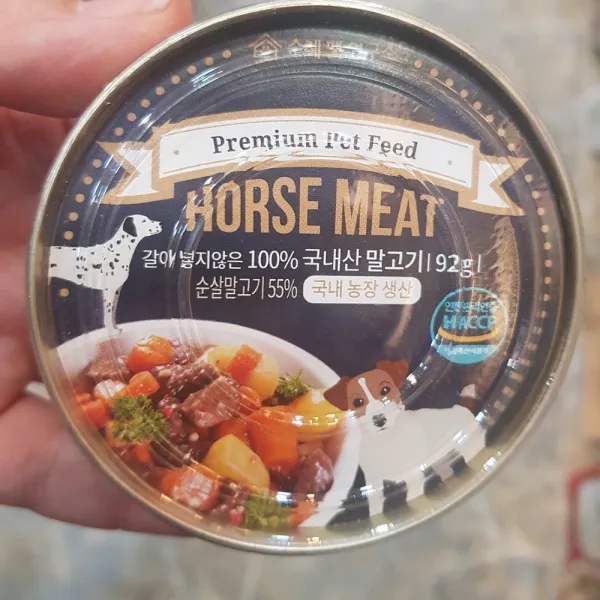 Premium Pet Feed
HORSE MEAT
갈아 넣지않은 100% 국내산 말고기 | 92g |
순살말고기 55% 국내 농장 생산
HACCP